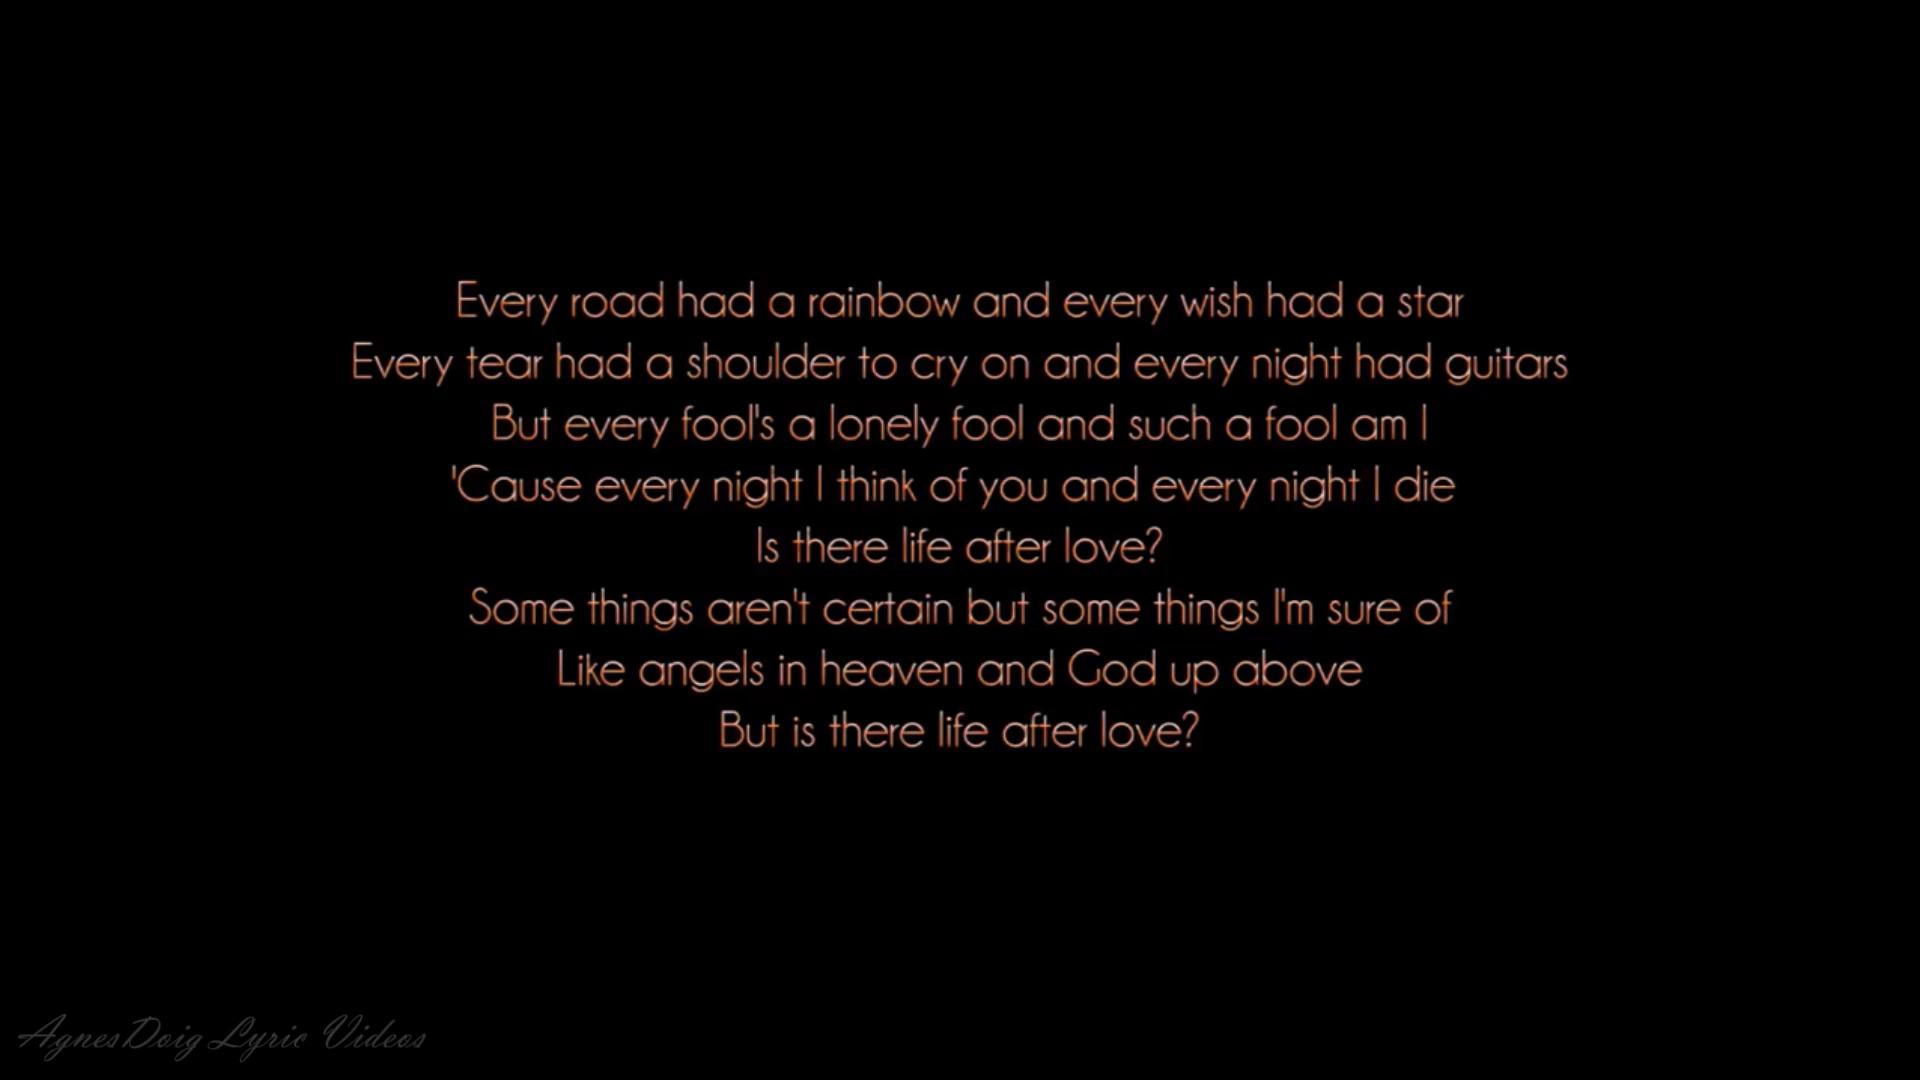 Every road had a rainbow and every wish had a star
Every tear had a shoulder to cry on and every night had guitars
But every fool's a lonely fool and such a fool am I
'Cause every night I think of you and every night I die
Is there life after love?
Some things aren't certain but some things I'm sure of
Like angels in heaven and God up above
But is there life after love?
AgnesDoig Lyric Videos